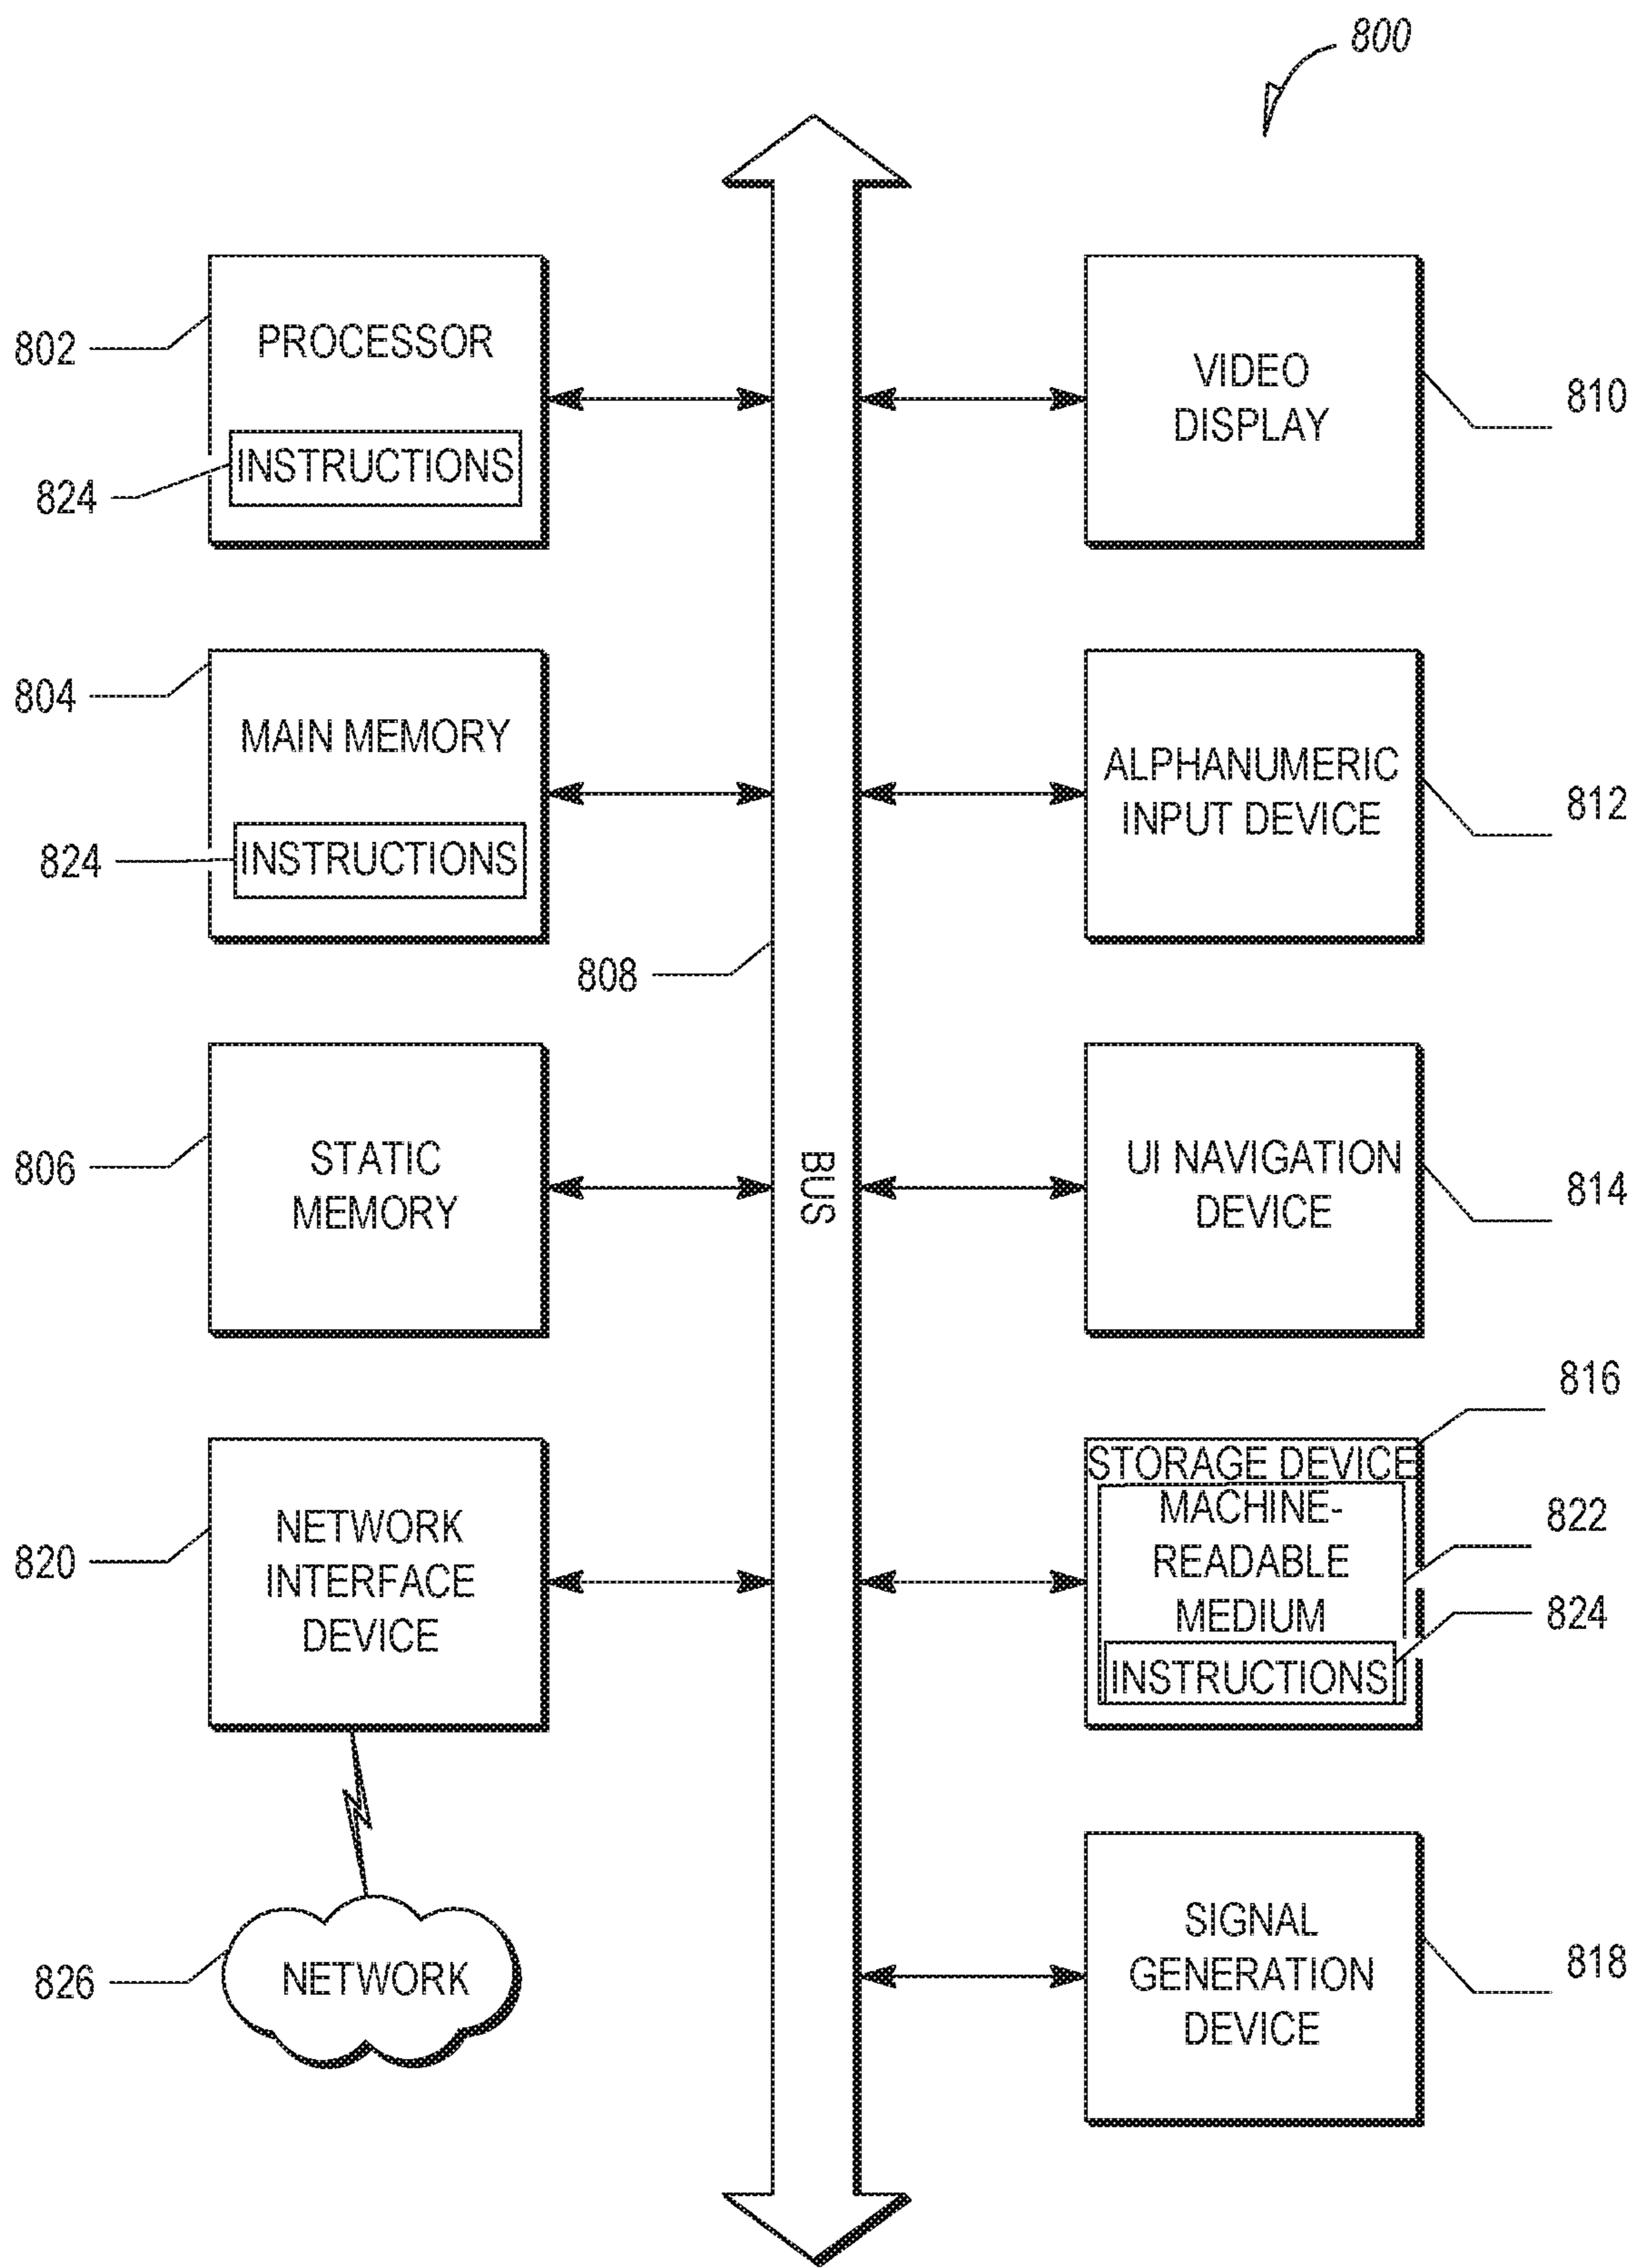 800
802
PROCESSOR
824
INSTRUCTIONS
VIDEO
DISPLAY
810
804
MAIN MEMORY
824
INSTRUCTIONS
ALPHANUMERIC
INPUT DEVICE
812
808
806
STATIC
MEMORY
BUS
UI NAVIGATION
DEVICE
814
820
NETWORK
INTERFACE
DEVICE
816
STORAGE DEVICE
MACHINE-
READABLE
MEDIUM
822
824
INSTRUCTIONS
826
NETWORK
SIGNAL
GENERATION
DEVICE
818